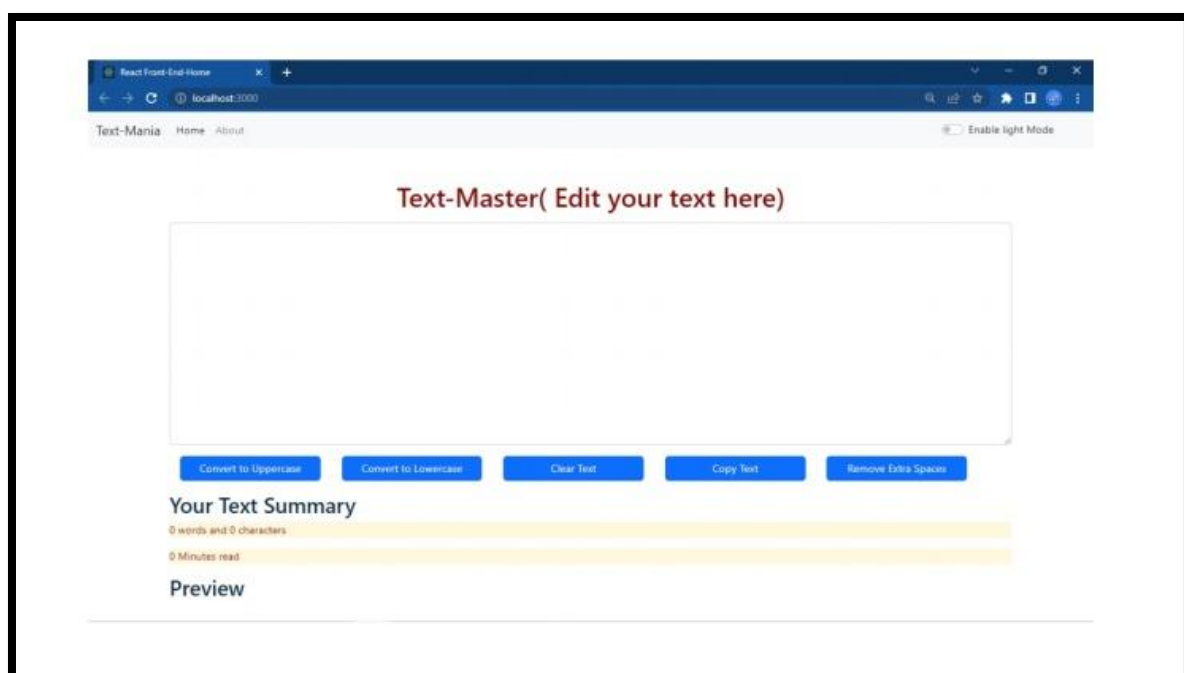 React Front-End-Home
localhost:3000
Text-Mania Home About Enable light Mode
Text-Master( Edit your text here)
Convert to Uppercase Convert to Lowercase Clear Text Copy Text Remove Extra Spaces
Your Text Summary
0 words and 0 characters
0 Minutes read
Preview